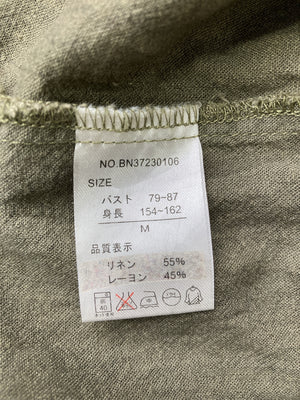 NO.BN37230106
SIZE
バスト 79~87
身長 154~162
M
品質表示
リネン 55%
レーヨン 45%
40